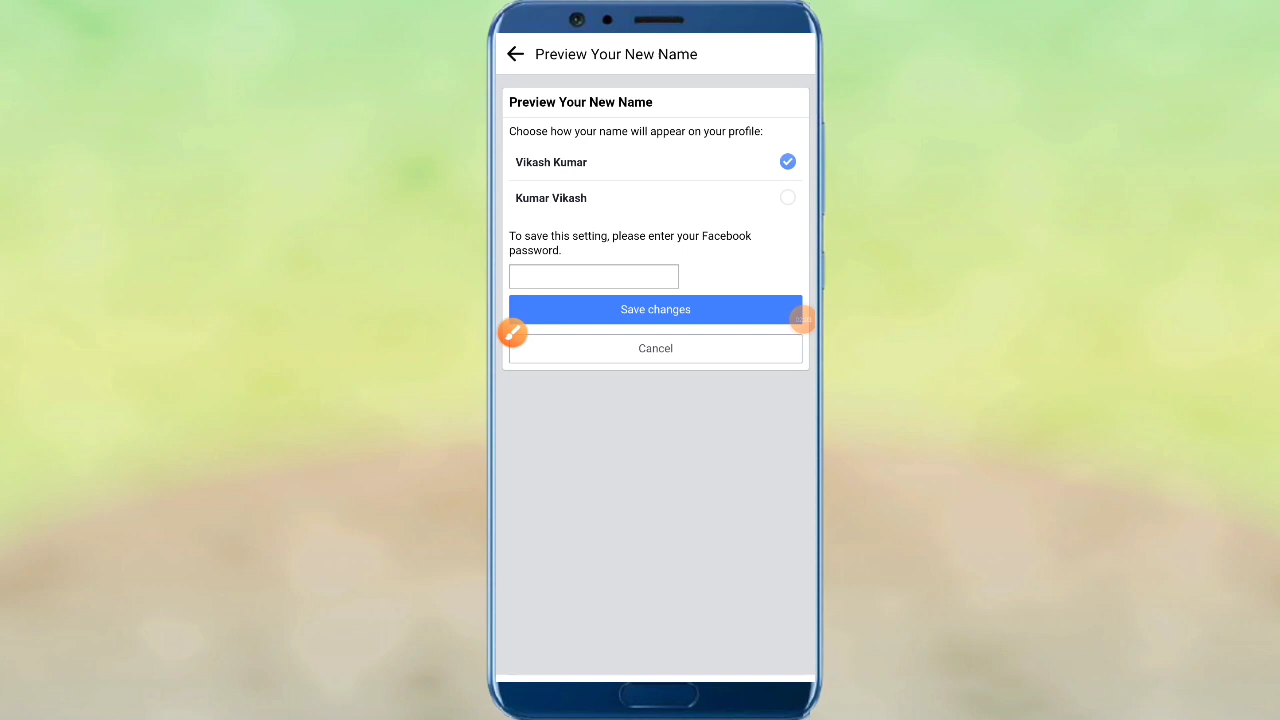 Preview Your New Name
Preview Your New Name
Choose how your name will appear on your profile:
Vikash Kumar
Kumar Vikash
To save this setting, please enter your Facebook
password.
Save changes
Cancel